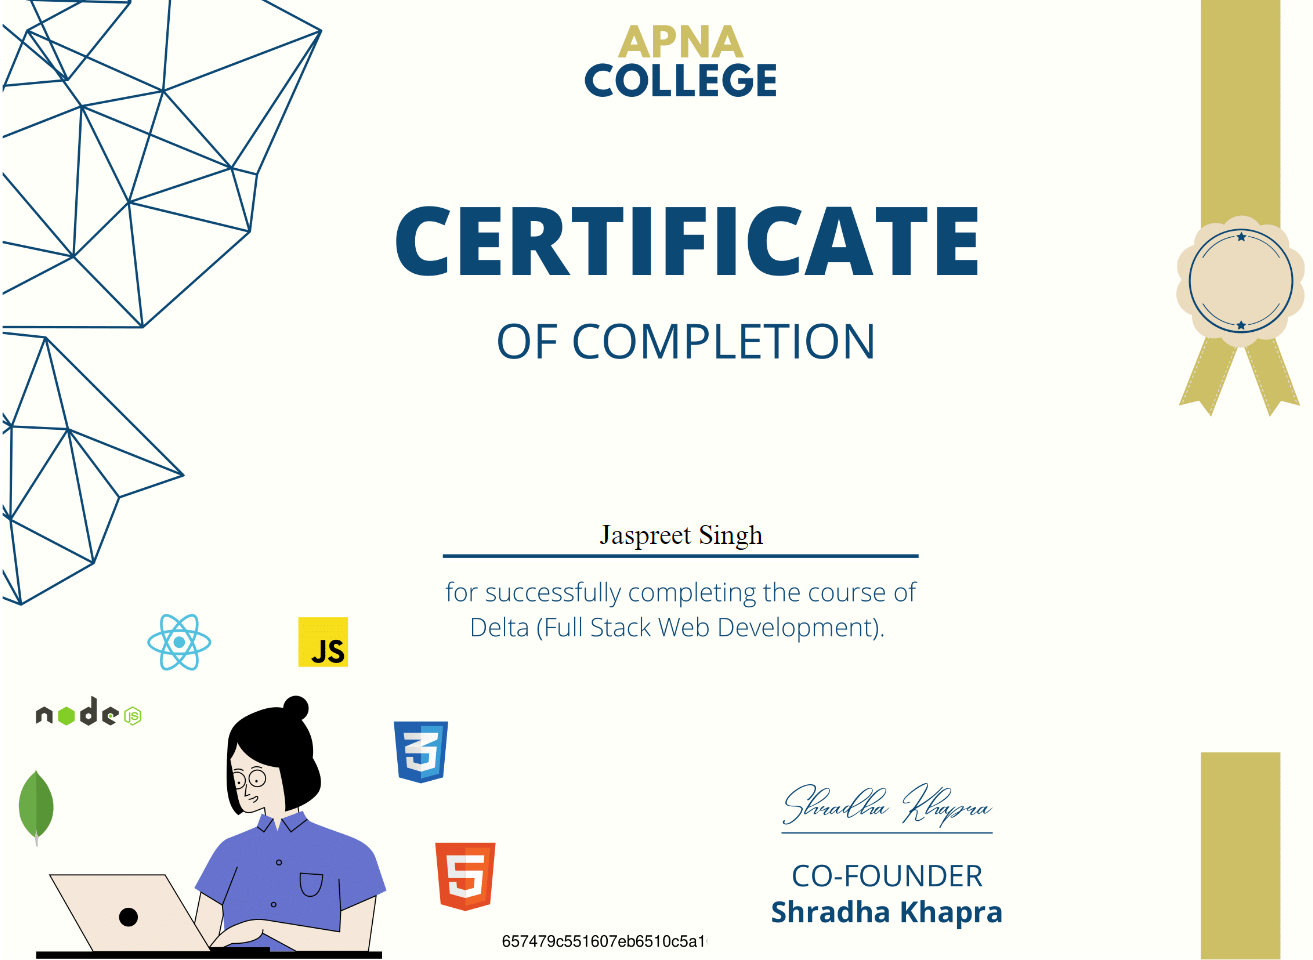 APNA
COLLEGE
CERTIFICATE
OF COMPLETION
Jaspreet Singh
for successfully completing the course of
Delta (Full Stack Web Development).
JS
node
JS
3
5
Shradha Khapra
CO-FOUNDER
Shradha Khapra
657479c551607eb6510c5a1